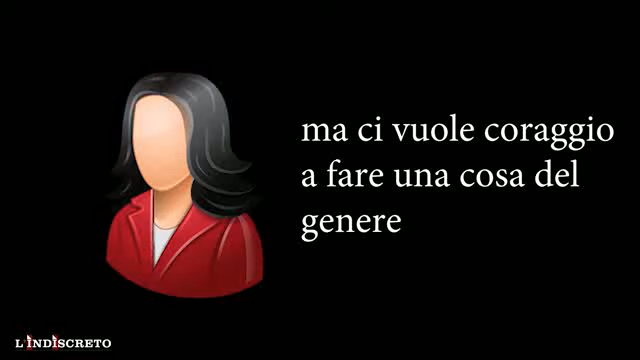 ma ci vuole coraggio
a fare una cosa del
genere
L'INDISCRETO